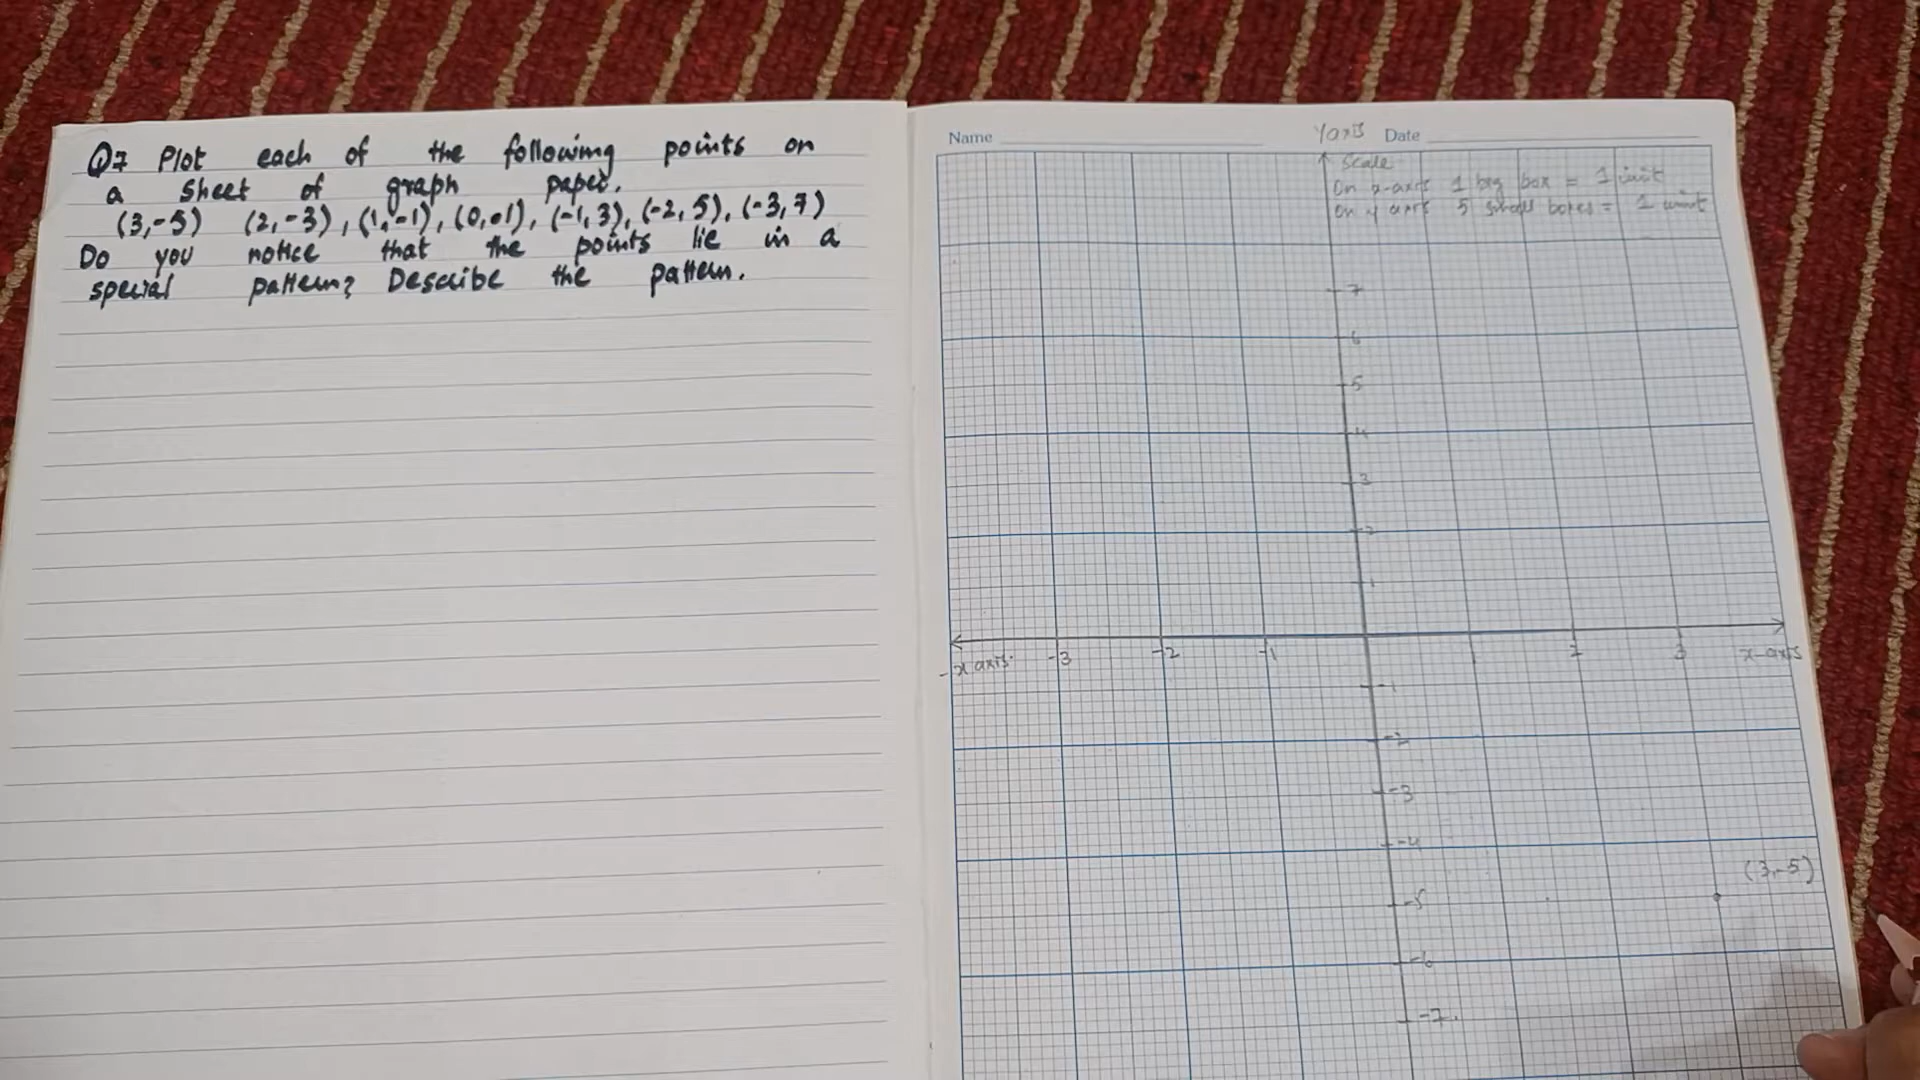 Q7 Plot each of the following points on
a sheet of graph paper.
(3,-5) (2,-3), (1,-1), (0,1), (-1,3), (-2,5), (-3,7)
Do you notice that the points lie in a
special pattern? Describe the pattern.
Name Date
Y axis
Scale
On x-axis 1 big box = 1 unit
On y axis 5 small boxes = 1 unit
7
6
5
4
3
2
1
-x axis -3 -2 -1 1 2 3 x-axis
-1
-2
-3
-4
(3,-5)
-5
-6
-7